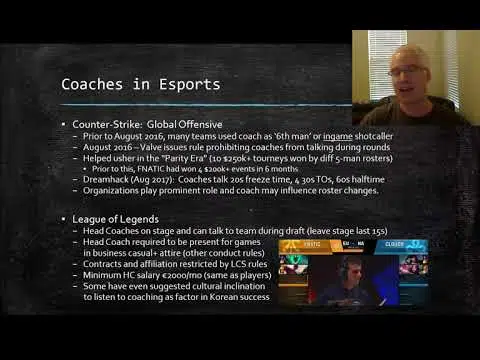 Coaches in Esports
Counter-Strike: Global Offensive
– Prior to August 2016, many teams used coach as '6th man' or ingame shotcaller
– August 2016 – Valve issues rule prohibiting coaches from talking during rounds
– Helped usher in the "Parity Era" (10 $250k+ tourneys won by diff 5-man rosters)
Prior to this, FNATIC had won 4 $200k+ events in 6 months
– Dreamhack (Aug 2017): Coaches talk 20s freeze time, 4 30s TOs, 60s halftime
– Organizations play prominent role and coach may influence roster changes.
League of Legends
– Head Coaches on stage and can talk to team during draft (leave stage last 15s)
– Head Coach required to be present for games
in business casual+ attire (other conduct rules)
– Contracts and affiliation restricted by LCS rules
– Minimum HC salary €2000/mo (same as players)
– Some have even suggested cultural inclination
to listen to coaching as factor in Korean success
FNATIC
EU - NA
CLOUD9